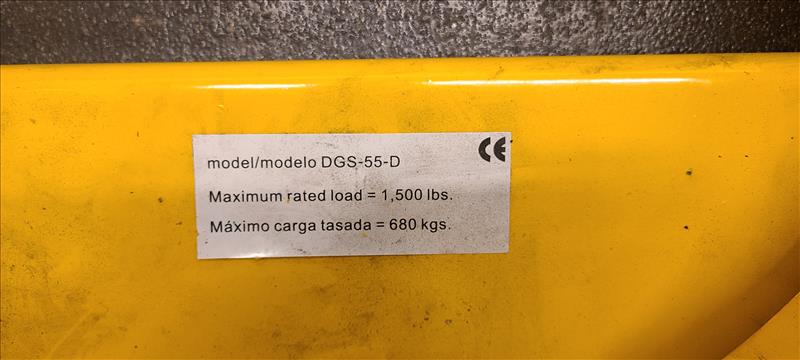 CE
model/modelo DGS-55-D
Maximum rated load = 1,500 lbs.
Máximo carga tasada = 680 kgs.